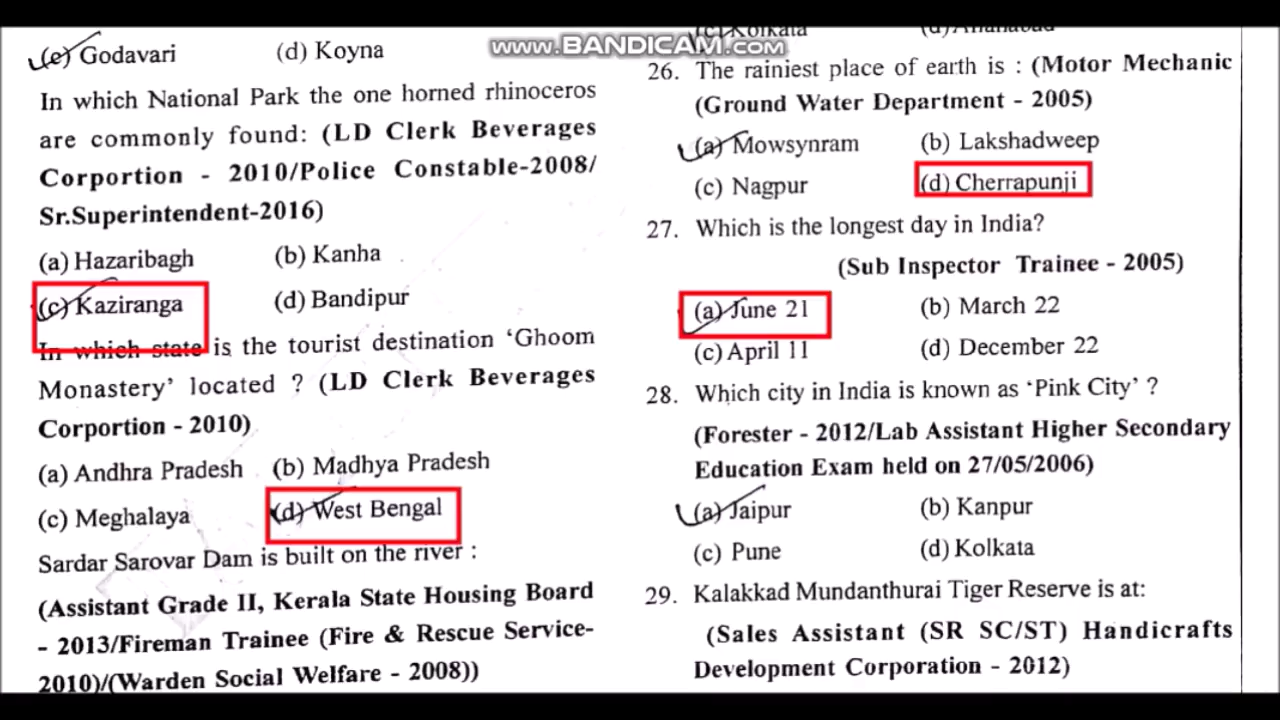 www.BANDICAM.com
(c) Godavari (d) Koyna
In which National Park the one horned rhinoceros
are commonly found: (LD Clerk Beverages
Corportion - 2010/Police Constable-2008/
Sr.Superintendent-2016)
(a) Hazaribagh (b) Kanha
(c) Kaziranga (d) Bandipur
In which state is the tourist destination ‘Ghoom
Monastery’ located ? (LD Clerk Beverages
Corportion - 2010)
(a) Andhra Pradesh (b) Madhya Pradesh
(c) Meghalaya (d) West Bengal
Sardar Sarovar Dam is built on the river :
(Assistant Grade II, Kerala State Housing Board
- 2013/Fireman Trainee (Fire & Rescue Service-
2010)/(Warden Social Welfare - 2008))
(c) Kolkata (d)
26. The rainiest place of earth is : (Motor Mechanic
(Ground Water Department - 2005)
(a) Mowsynram (b) Lakshadweep
(c) Nagpur (d) Cherrapunji
27. Which is the longest day in India?
(Sub Inspector Trainee - 2005)
(a) June 21 (b) March 22
(c) April 11 (d) December 22
28. Which city in India is known as ‘Pink City’ ?
(Forester - 2012/Lab Assistant Higher Secondary
Education Exam held on 27/05/2006)
(a) Jaipur (b) Kanpur
(c) Pune (d) Kolkata
29. Kalakkad Mundanthurai Tiger Reserve is at:
(Sales Assistant (SR SC/ST) Handicrafts
Development Corporation - 2012)